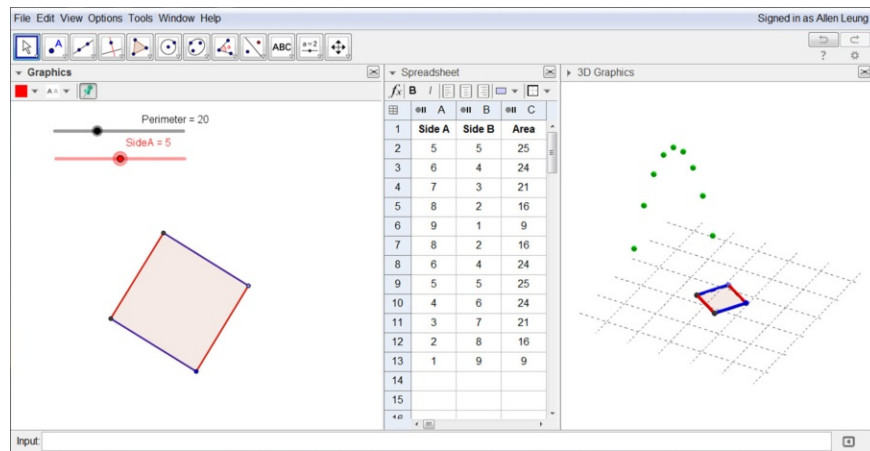 File Edit View Options Tools Window Help
Signed in as Allen Leung
ABC
a=2
?
Graphics
Spreadsheet
3D Graphics
AA
fx B I
A B C
1 Side A Side B Area
2 5 5 25
3 6 4 24
4 7 3 21
5 8 2 16
6 9 1 9
7 8 2 16
8 6 4 24
9 5 5 25
10 4 6 24
11 3 7 21
12 2 8 16
13 1 9 9
14
15
16
Perimeter = 20
SideA = 5
Input: